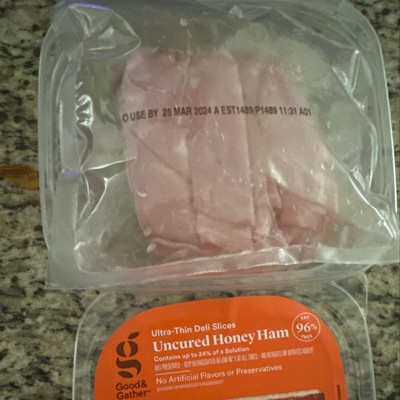 O USE BY 25 MAR 2024 A EST1489/P1489 11:31 A01
Ultra-Thin Deli Slices
Uncured Honey Ham
FAT
96%
FREE
Contains up to 24% of a Solution
No Artificial Flavors or Preservatives
g
Good&
Gather™